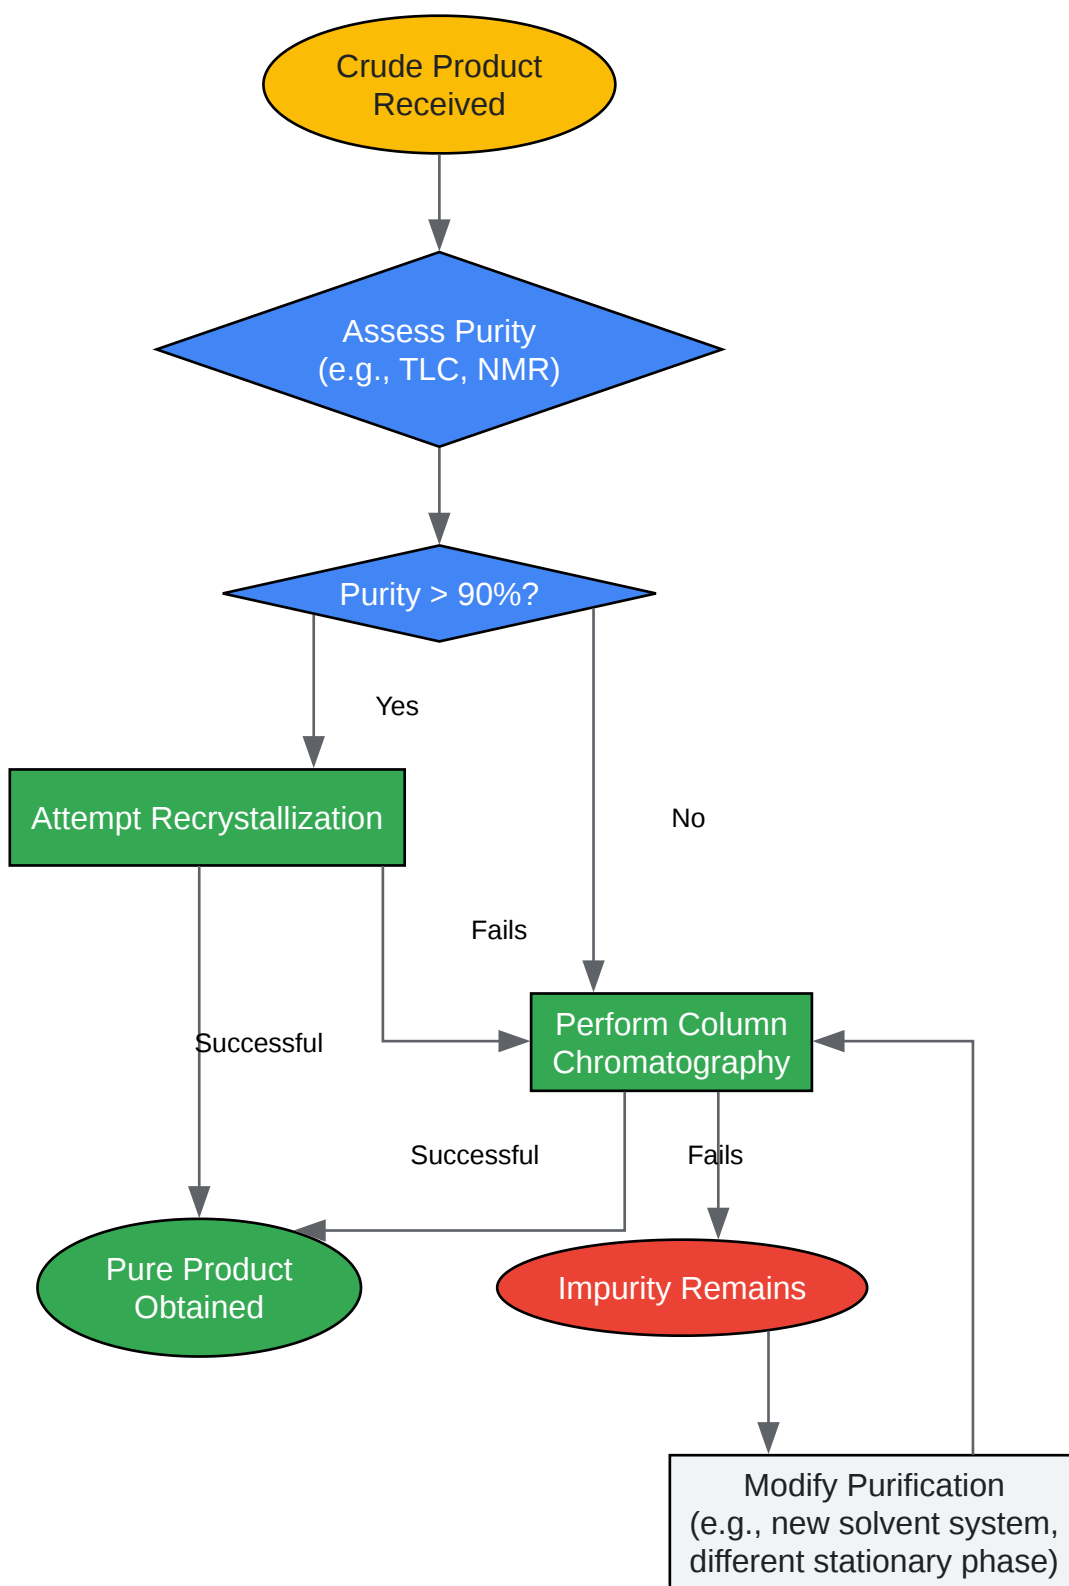 Crude Product
Received
Assess Purity
(e.g., TLC, NMR)
Purity > 90%?
Yes
Attempt Recrystallization
No
Fails
Perform Column
Chromatography
Successful
Successful
Fails
Pure Product
Obtained
Impurity Remains
Modify Purification
(e.g., new solvent system,
different stationary phase)